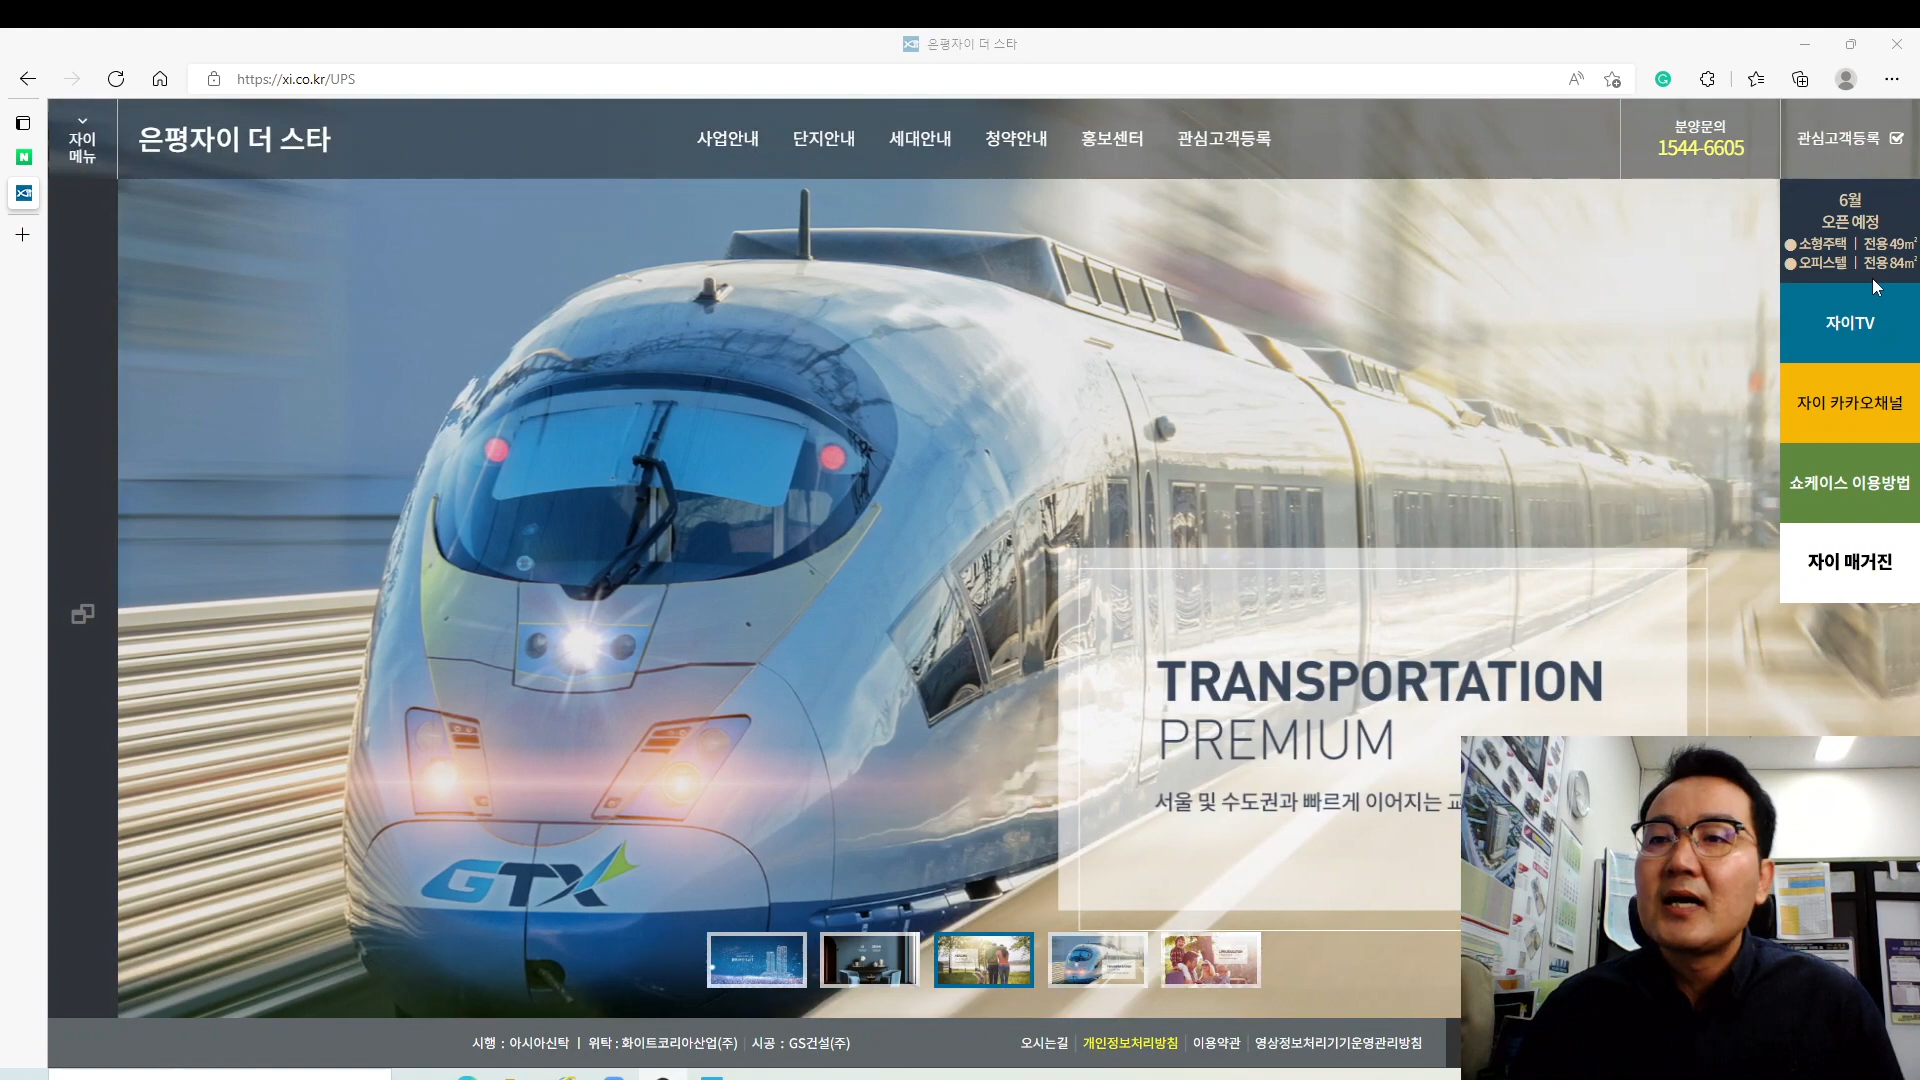 은평자이 더 스타
https://xi.co.kr/UPS
자이
메뉴
은평자이 더 스타
사업안내 단지안내 세대안내 청약안내 홍보센터 관심고객등록
분양문의
1544-6605
관심고객등록
6월
오픈 예정
소형주택 | 전용 49㎡
오피스텔 | 전용 84㎡
자이TV
자이 카카오채널
쇼케이스 이용방법
자이 매거진
TRANSPORTATION
PREMIUM
서울 및 수도권과 빠르게 이어지는
GTX
시행 : 아시아신탁 | 위탁 : 화이트코리아산업(주) | 시공 : GS건설(주)
오시는길 | 개인정보처리방침 | 이용약관 | 영상정보처리기기운영관리방침